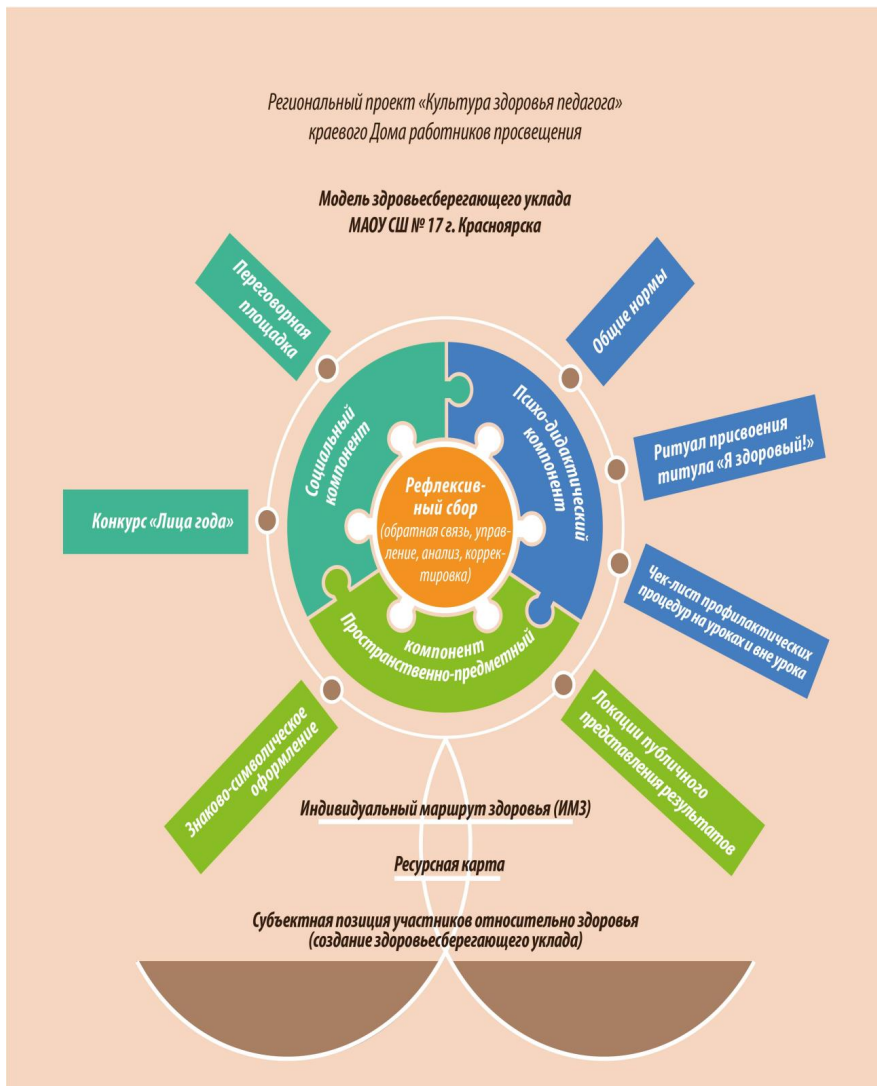 Региональный проект «Культура здоровья педагога»
краевого Дома работников просвещения
Модель здровьесберегающего уклада
МАОУ СШ № 17 г. Красноярска
Переговорная
площадка
Общие нормы
Социальный
компонент
Психо-дидактический
компонент
Ритуал присвоения
титула «Я здоровый!»
Рефлексив-
ный сбор
(обратная связь, управ-
ление, анализ, коррек-
тировка)
Конкурс «Лица года»
Чек-лист профилактических
процедур на уроках и вне урока
компонент
Пространственно-предметный
Знаково-символическое
оформление
Локации публичного
представления результатов
Индивидуальный маршрут здоровья (ИМЗ)
Ресурсная карта
Субъектная позиция участников относительно здоровья
(создание здоровьесберегающего уклада)